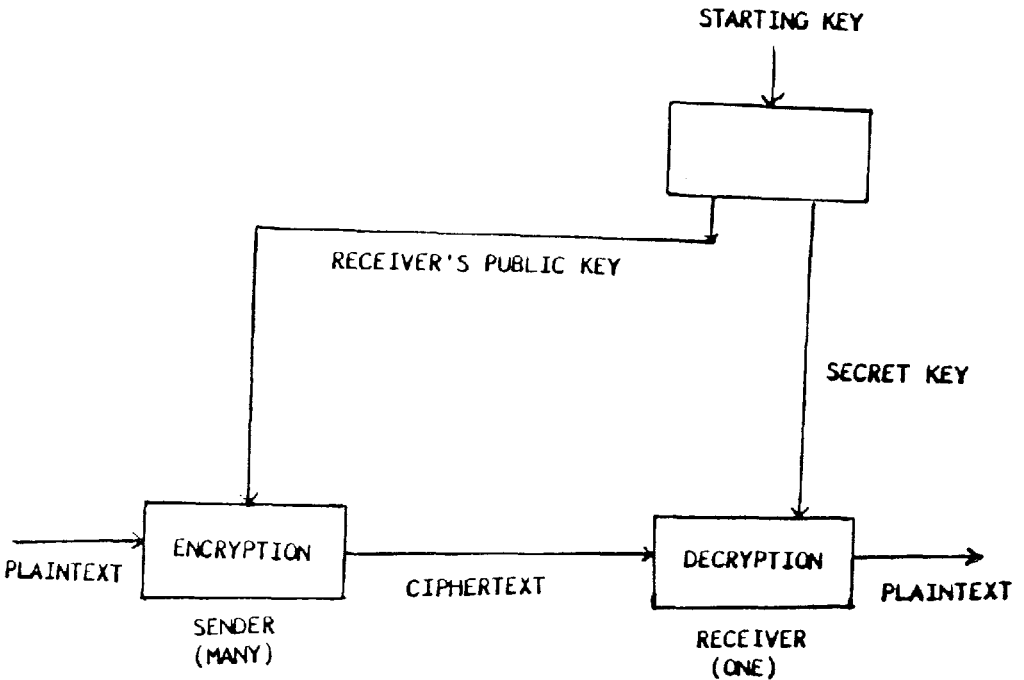 STARTING KEY
RECEIVER'S PUBLIC KEY
SECRET KEY
ENCRYPTION
DECRYPTION
PLAINTEXT
CIPHERTEXT
PLAINTEXT
SENDER
(MANY)
RECEIVER
(ONE)